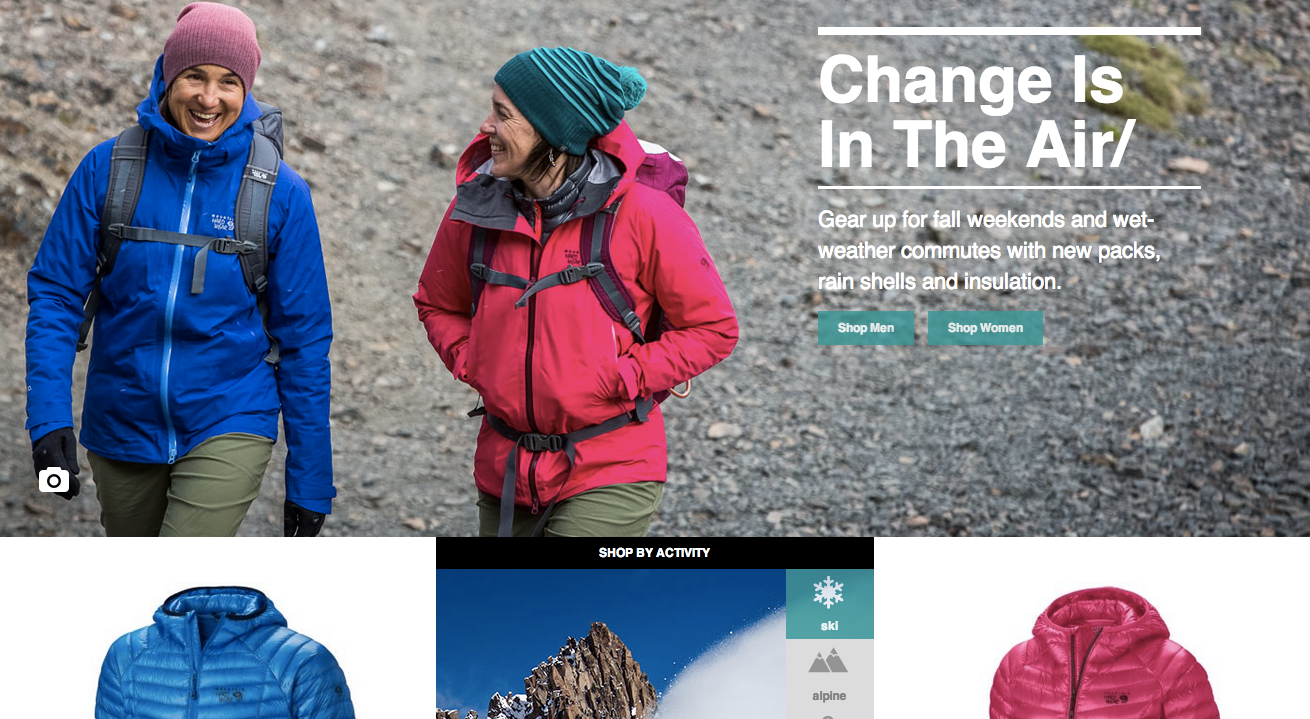 Change Is
In The Air/
Gear up for fall weekends and wet-
weather commutes with new packs,
rain shells and insulation.
Shop Men
Shop Women
SHOP BY ACTIVITY
ski
alpine